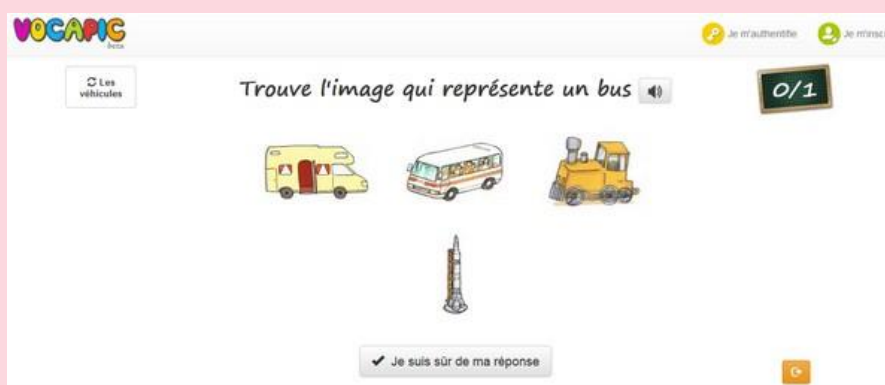 VOCAPIC
beta
Je m'authentifie
Je m'insc
Les
véhicules
Trouve l'image qui représente un bus
0/1
Je suis sûr de ma réponse